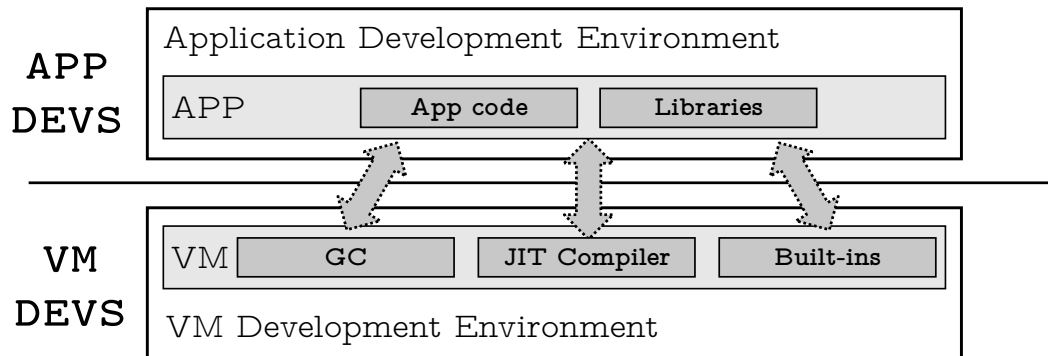 APP
DEVS
Application Development Environment
APP
App code
Libraries
VM
DEVS
VM
GC
JIT Compiler
Built-ins
VM Development Environment